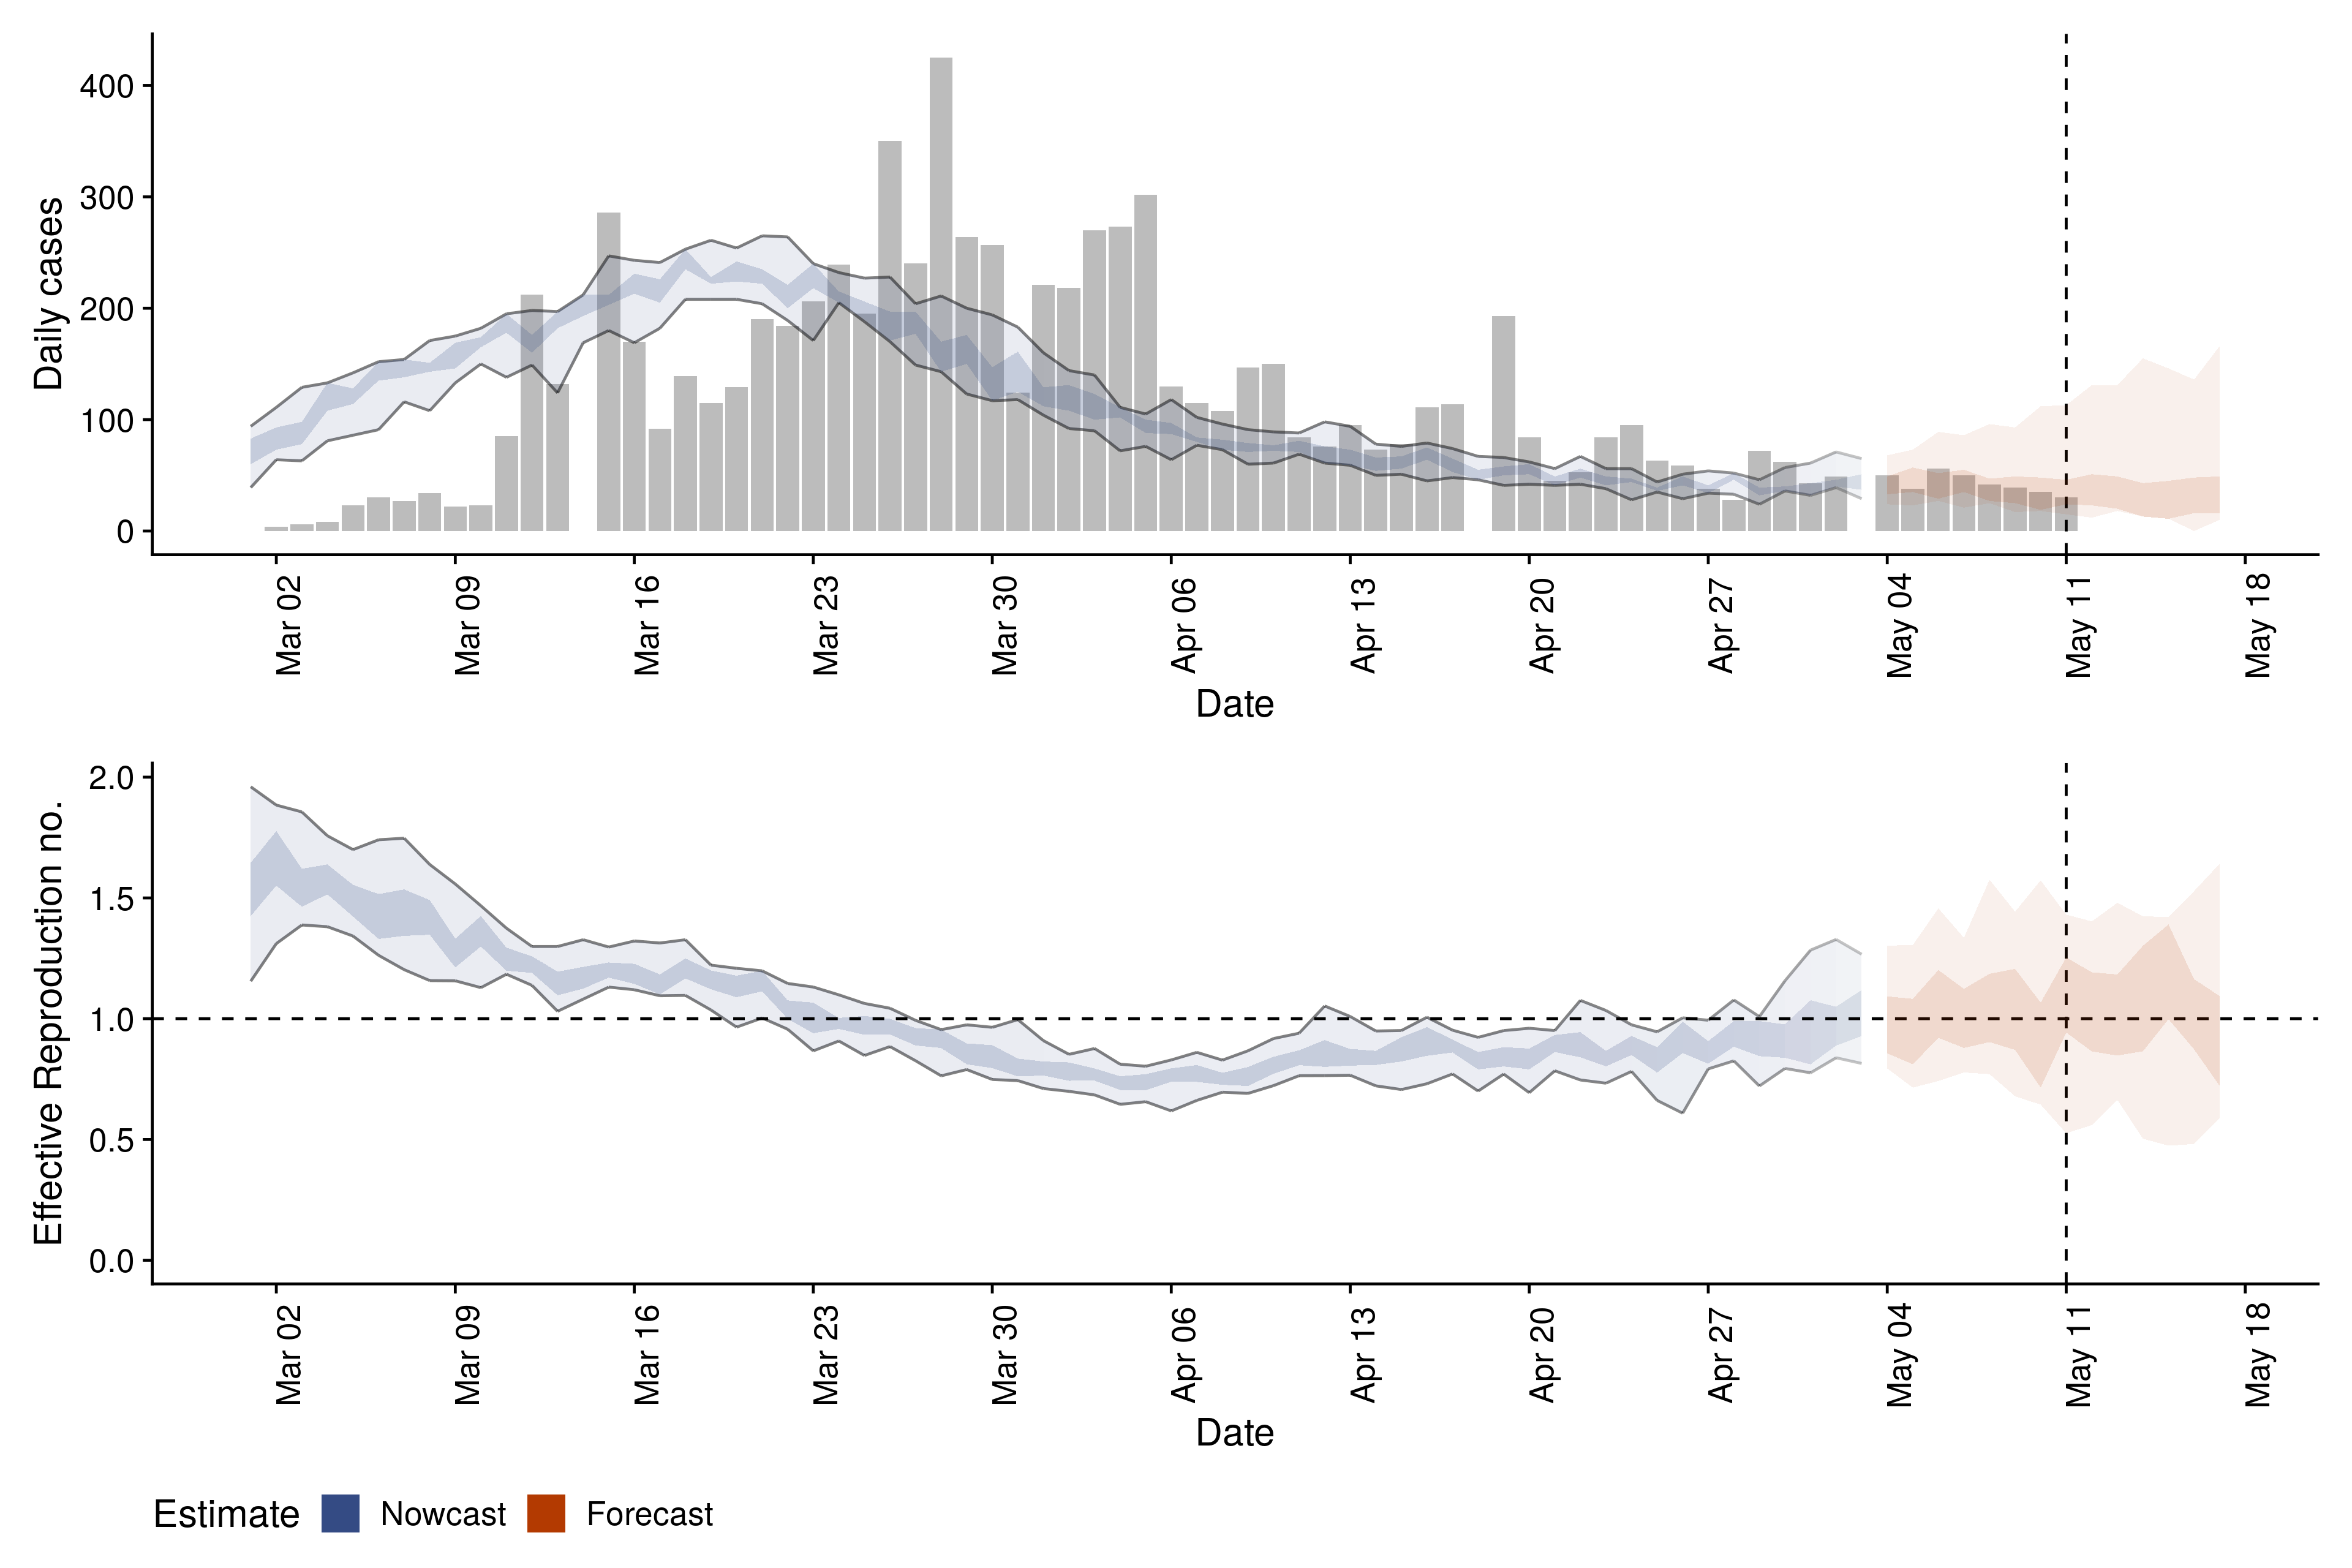 Daily cases
400
300
200
100
0
Mar 02
Mar 09
Mar 16
Mar 23
Mar 30
Apr 06
Apr 13
Apr 20
Apr 27
May 04
May 11
May 18
Date
Effective Reproduction no.
2.0
1.5
1.0
0.5
0.0
Mar 02
Mar 09
Mar 16
Mar 23
Mar 30
Apr 06
Apr 13
Apr 20
Apr 27
May 04
May 11
May 18
Date
Estimate Nowcast Forecast